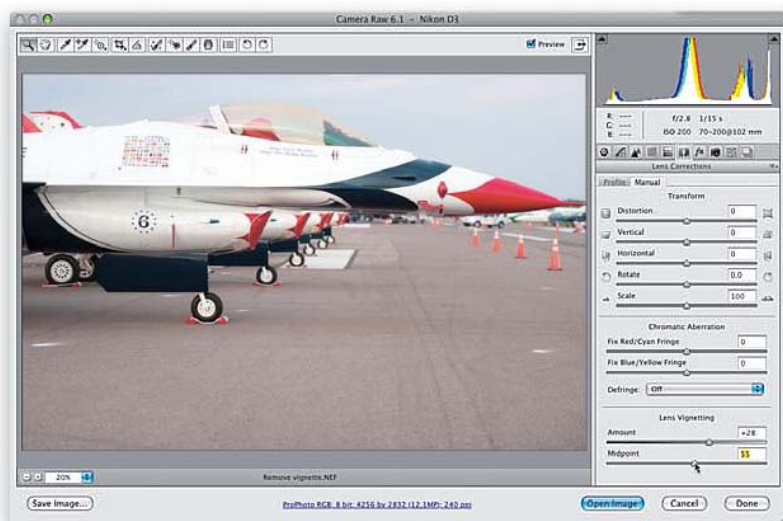 Camera Raw 6.1 - Nikon D3
Preview
R: ---
G: ---
B: ---
f/2.8 1/15 s
ISO 200 70-200@102 mm
Lens Corrections
Profile Manual
Transform
Distortion 0
Vertical 0
Horizontal 0
Rotate 0.0
Scale 100
Chromatic Aberration
Fix Red/Cyan Fringe 0
Fix Blue/Yellow Fringe 0
Defringe: Off
Lens Vignetting
Amount +28
Midpoint 55
6
20%
Remove vignette.NEF
Save Image...
ProPhoto RGB; 8 bit; 4256 by 2832 (12.1MP); 240 ppi
Open Image
Cancel
Done